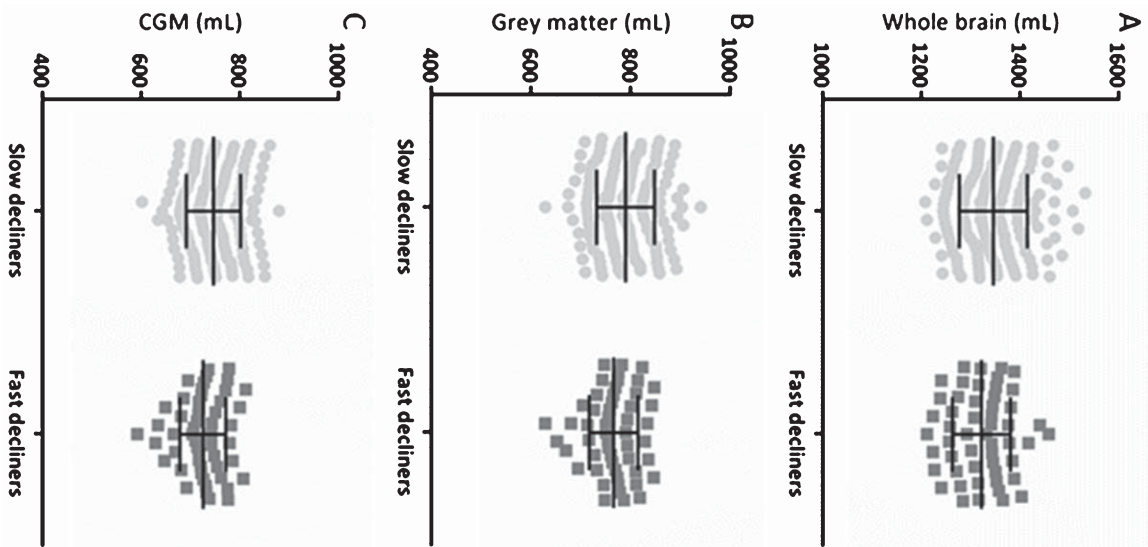 A
Whole brain (mL)
1600
1400
1200
1000
Slow decliners
Fast decliners
B
Grey matter (mL)
1000
800
600
400
Slow decliners
Fast decliners
C
CGM (mL)
1000
800
600
400
Slow decliners
Fast decliners